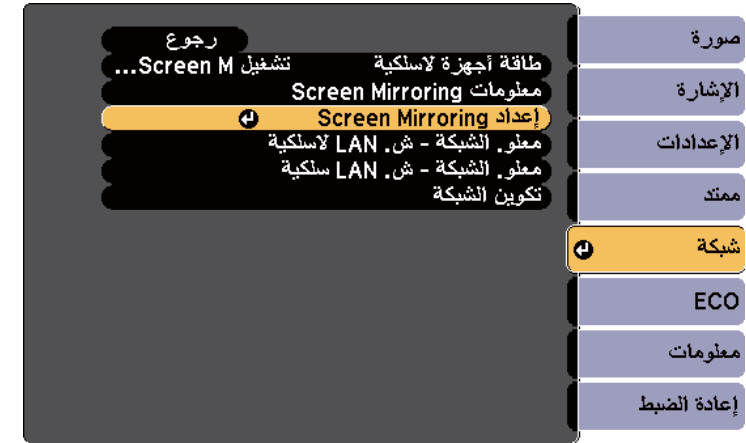 صورة
الإشارة
الإعدادات
ممتد
شبكة
ECO
معلومات
إعادة الضبط
رجوع
طاقة أجهزة لاسلكية تشغيل Screen M...
معلومات Screen Mirroring
إعداد Screen Mirroring
معلو. الشبكة - ش. LAN لاسلكية
معلو. الشبكة - ش. LAN سلكية
تكوين الشبكة